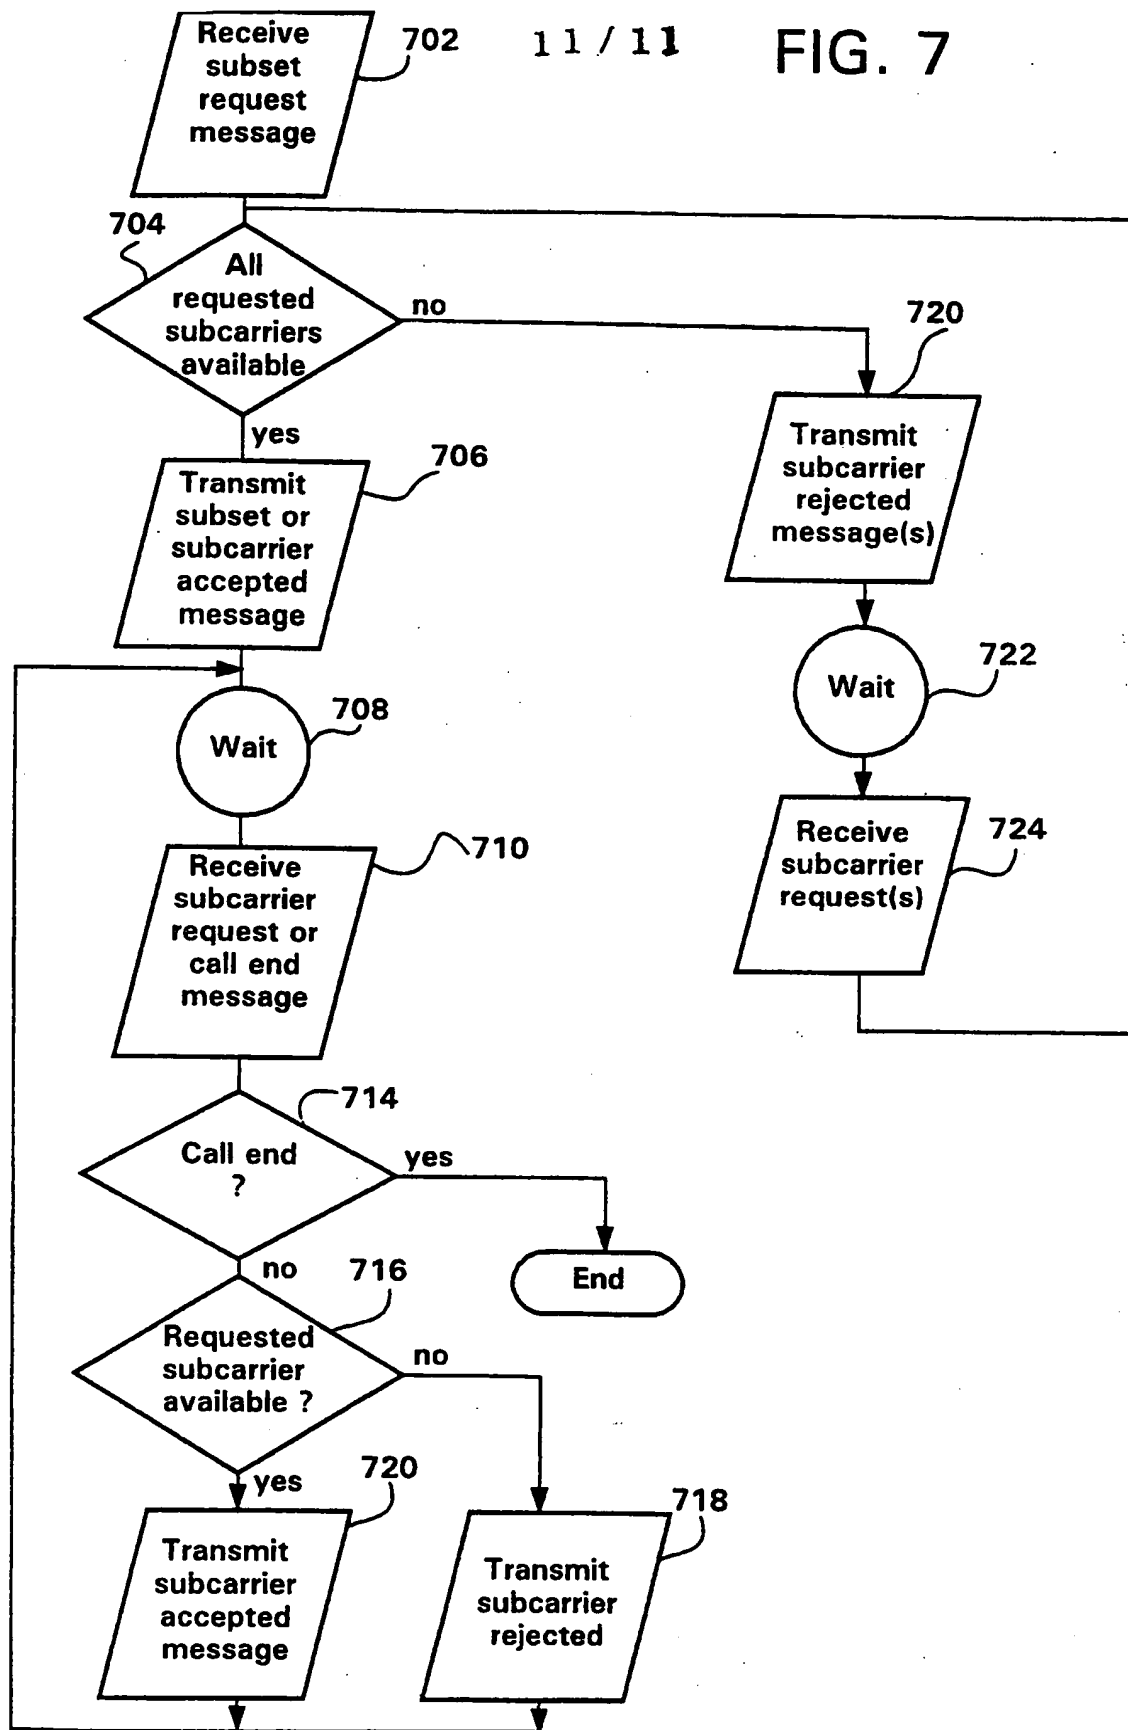 11/11
FIG. 7
Receive
subset
request
message
702
704
All
requested
subcarriers
available
no
yes
720
Transmit
subcarrier
rejected
message(s)
706
Transmit
subset or
subcarrier
accepted
message
722
Wait
708
Wait
724
Receive
subcarrier
request(s)
710
Receive
subcarrier
request or
call end
message
714
Call end
?
yes
End
no
716
Requested
subcarrier
available ?
no
yes
720
Transmit
subcarrier
accepted
message
718
Transmit
subcarrier
rejected